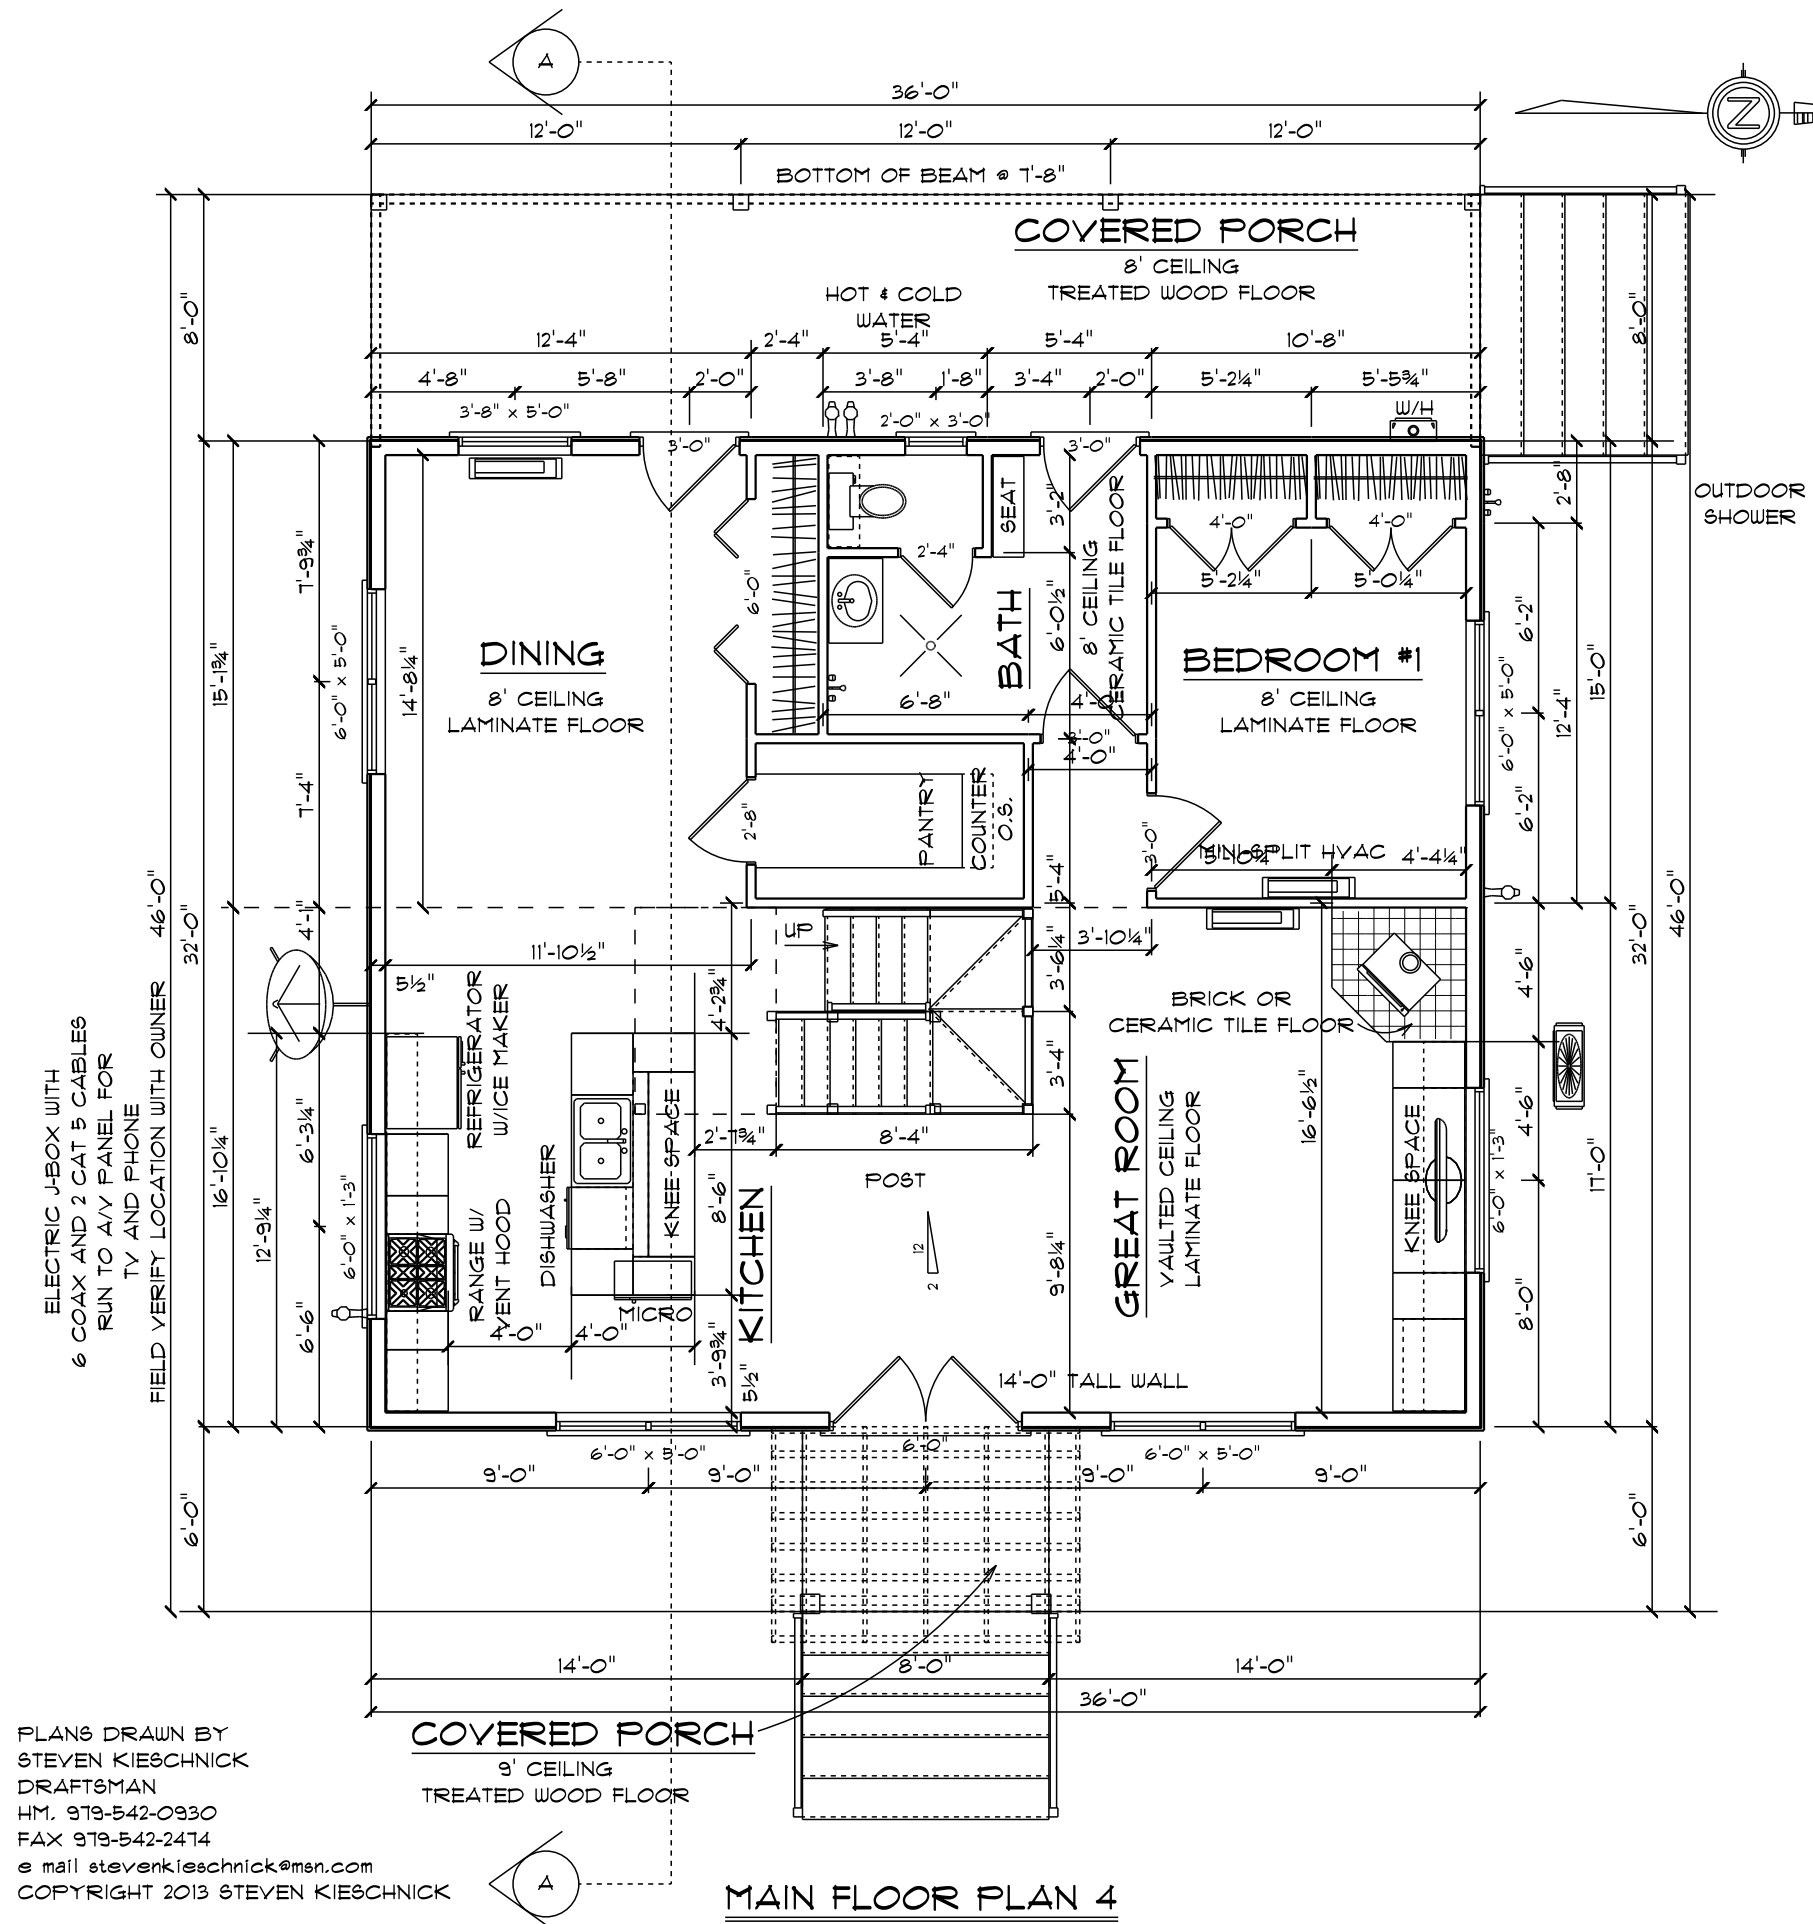 A
36'-0"
12'-0"
12'-0"
12'-0"
N
BOTTOM OF BEAM @ 7'-8"
COVERED PORCH
8' CEILING
TREATED WOOD FLOOR
HOT & COLD
WATER
8'-0"
8'-0"
12'-4"
2'-4"
5'-4"
5'-4"
10'-8"
4'-8"
5'-8"
2'-0"
3'-8"
1'-8"
3'-4"
2'-0"
5'-2¼"
5'-5¾"
3'-8" x 5'-0"
2'-0" x 3'-0"
W/H
3'-0"
3'-0"
OUTDOOR
SHOWER
2'-8"
SEAT
3'-2"
4'-0"
4'-0"
2'-4"
5'-2¼"
5'-0¼"
7'-9¾"
6'-0"
6'-0½"
8' CEILING
CERAMIC TILE FLOOR
BATH
6'-2"
DINING
8' CEILING
LAMINATE FLOOR
BEDROOM #1
8' CEILING
LAMINATE FLOOR
15'-1¾"
6'-0" x 5'-0"
14'-8¼"
6'-8"
4'-0"
3'-0"
4'-0"
6'-0" x 5'-0"
12'-4"
15'-0"
7'-4"
2'-8"
PANTRY
COUNTER
O.S.
6'-2"
3'-0"
MINI-SPLIT HVAC
5'-10¼"
4'-4¼"
5'-4"
46'-0"
32'-0"
4'-1"
UP
11'-10½"
5½"
3'-10¼"
3'-6¼"
4'-6"
32'-0"
46'-0"
REFRIGERATOR
W/ICE MAKER
4'-2¾"
BRICK OR
CERAMIC TILE FLOOR
3'-4"
ELECTRIC J-BOX WITH
6 COAX AND 2 CAT 5 CABLES
RUN TO A/V PANEL FOR
TV AND PHONE
FIELD VERIFY LOCATION WITH OWNER
16'-10¼"
12'-9¼"
6'-3¼"
6'-0" x 1'-3"
6'-6"
2'-7¾"
8'-4"
POST
KNEE SPACE
DISHWASHER
RANGE W/
VENT HOOD
8'-6"
KITCHEN
12
2
9'-8¼"
GREAT ROOM
VAULTED CEILING
LAMINATE FLOOR
16'-6½"
KNEE SPACE
4'-6"
6'-0" x 1'-3"
17'-0"
8'-0"
MICRO
4'-0"
4'-0"
3'-9¾"
5½"
14'-0" TALL WALL
6'-0" x 5'-0"
6'-0"
6'-0" x 5'-0"
9'-0"
9'-0"
9'-0"
9'-0"
6'-0"
6'-0"
14'-0"
8'-0"
14'-0"
36'-0"
COVERED PORCH
9' CEILING
TREATED WOOD FLOOR
PLANS DRAWN BY
STEVEN KIESCHNICK
DRAFTSMAN
HM. 979-542-0930
FAX 979-542-2474
e mail stevenkieschnick@msn.com
COPYRIGHT 2013 STEVEN KIESCHNICK
A
MAIN FLOOR PLAN 4